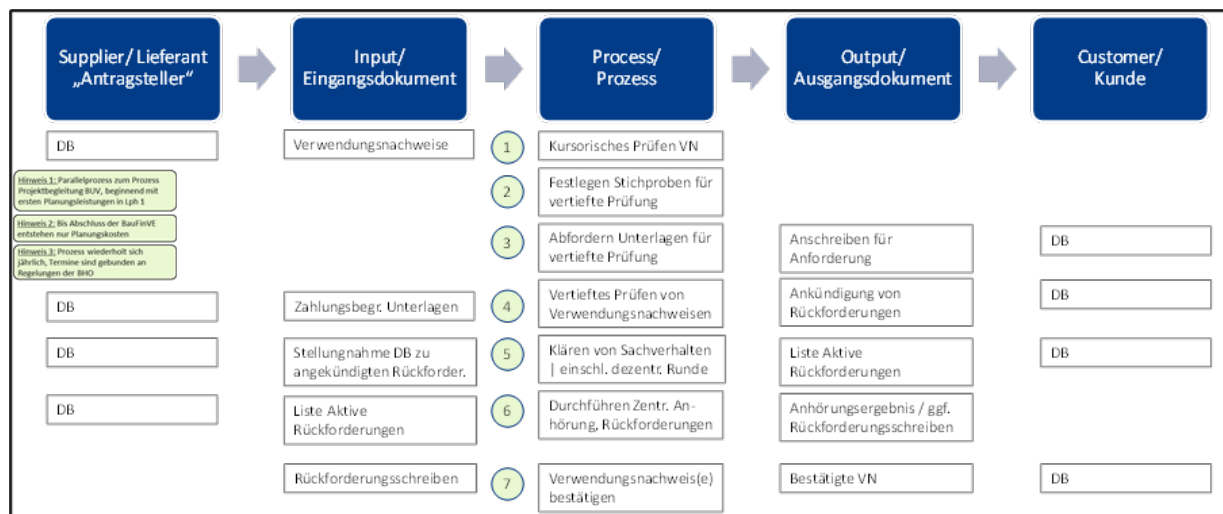 Supplier/ Lieferant
„Antragsteller“
Input/
Eingangsdokument
Process/
Prozess
Output/
Ausgangsdokument
Customer/
Kunde
DB
Verwendungsnachweise
1
Kursorisches Prüfen VN
Hinweis 1: Parallelprozess zum Prozess
Projektbegleitung BUV, beginnend mit
ersten Planungsleistungen in Lph 1
2
Festlegen Stichproben für
vertiefte Prüfung
Hinweis 2: Bis Abschluss der BauFinVE
entstehen nur Planungskosten
Hinweis 3: Prozess wiederholt sich
jährlich, Termine sind gebunden an
Regelungen der BHO
3
Abfordern Unterlagen für
vertiefte Prüfung
Anschreiben für
Anforderung
DB
DB
Zahlungsbegr. Unterlagen
4
Vertieftes Prüfen von
Verwendungsnachweisen
Ankündigung von
Rückforderungen
DB
DB
Stellungnahme DB zu
angekündigten Rückforder.
5
Klären von Sachverhalten
| einschl. dezentr. Runde
Liste Aktive
Rückforderungen
DB
DB
Liste Aktive
Rückforderungen
6
Durchführen Zentr. An-
hörung, Rückforderungen
Anhörungsergebnis / ggf.
Rückforderungsschreiben
Rückforderungsschreiben
7
Verwendungsnachweis(e)
bestätigen
Bestätigte VN
DB